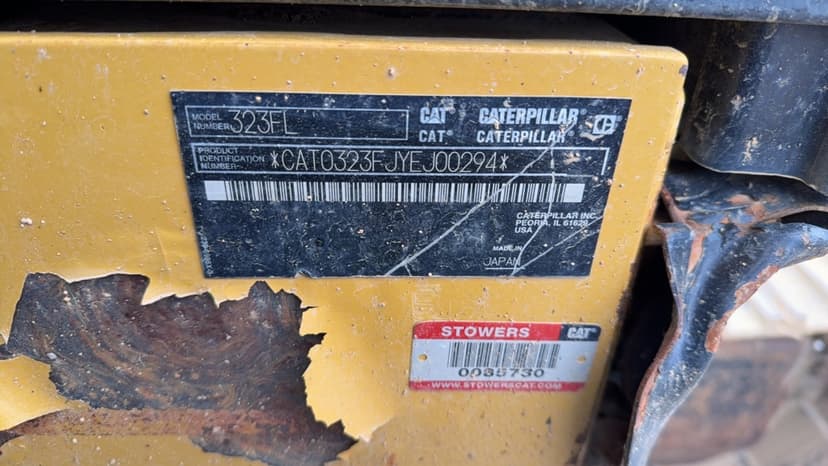 MODEL NUMBER 323FL
CAT CATERPILLAR
CAT® CATERPILLAR®
PRODUCT IDENTIFICATION NUMBER *CAT0323FJYEJ00294*
CATERPILLAR INC.
PEORIA, IL 61629
USA
MADE IN
JAPAN
STOWERS CAT
0035730
WWW.STOWERSCAT.COM